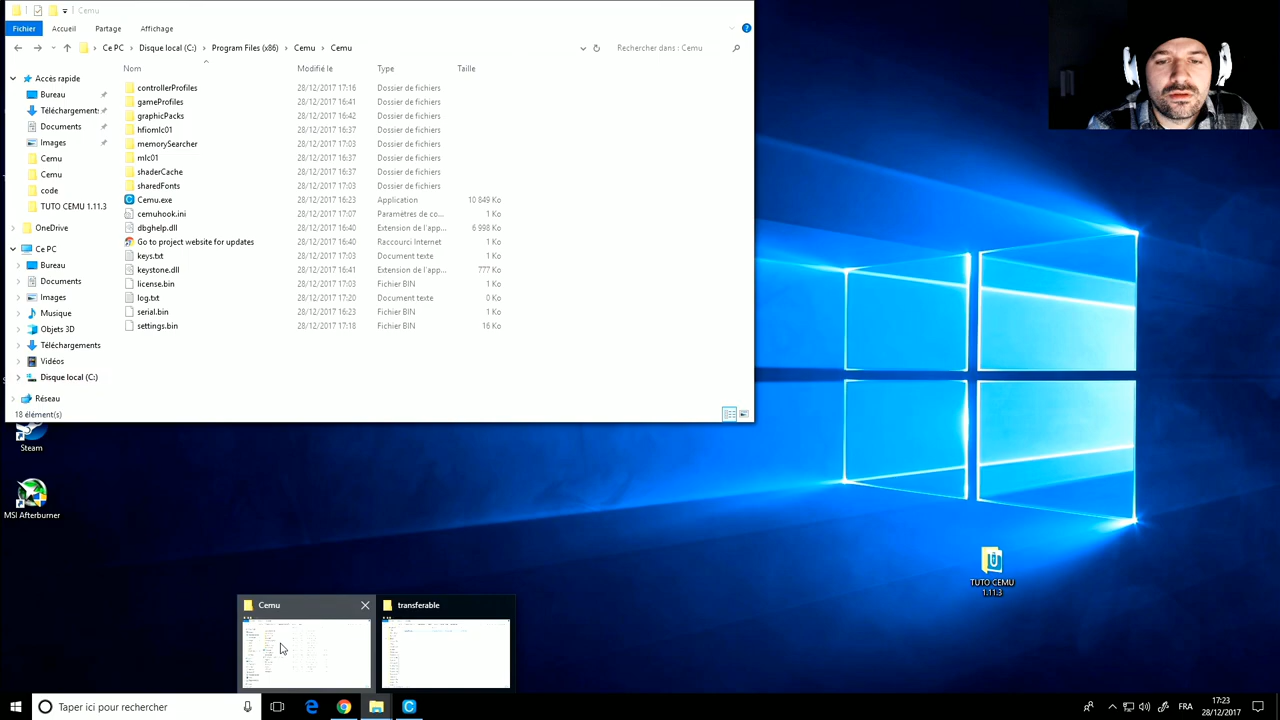 Cemu
Fichier Accueil Partage Affichage
Ce PC Disque local (C:) Program Files (x86) Cemu Cemu
Rechercher dans : Cemu
Nom Modifié le Type Taille
Accès rapide
Bureau
Téléchargement:
Documents
Images
Cemu
Cemu
code
TUTO CEMU 1.11.3
OneDrive
Ce PC
Bureau
Documents
Images
Musique
Objets 3D
Téléchargements
Vidéos
Disque local (C:)
Réseau
controllerProfiles 28/12/2017 17:16 Dossier de fichiers
gameProfiles 28/12/2017 16:41 Dossier de fichiers
graphicPacks 28/12/2017 16:42 Dossier de fichiers
hfiomlc01 28/12/2017 16:37 Dossier de fichiers
memorySearcher 28/12/2017 17:03 Dossier de fichiers
mlc01 28/12/2017 16:37 Dossier de fichiers
shaderCache 28/12/2017 16:37 Dossier de fichiers
sharedFonts 28/12/2017 17:03 Dossier de fichiers
Cemu.exe 28/12/2017 16:23 Application 10 849 Ko
cemuhook.ini 28/12/2017 17:07 Paramètres de co... 1 Ko
dbghelp.dll 28/12/2017 16:40 Extension de l'app... 6 998 Ko
Go to project website for updates 28/12/2017 16:40 Raccourci Internet 1 Ko
keys.txt 28/12/2017 16:40 Document texte 1 Ko
keystone.dll 28/12/2017 16:41 Extension de l'app... 777 Ko
license.bin 28/12/2017 17:03 Fichier BIN 1 Ko
log.txt 28/12/2017 17:20 Document texte 0 Ko
serial.bin 28/12/2017 16:23 Fichier BIN 1 Ko
settings.bin 28/12/2017 17:18 Fichier BIN 16 Ko
18 élément(s)
Steam
MSI Afterburner
TUTO CEMU
1.11.3
Cemu
transferable
Taper ici pour rechercher
FRA
17:23
28/12/2017